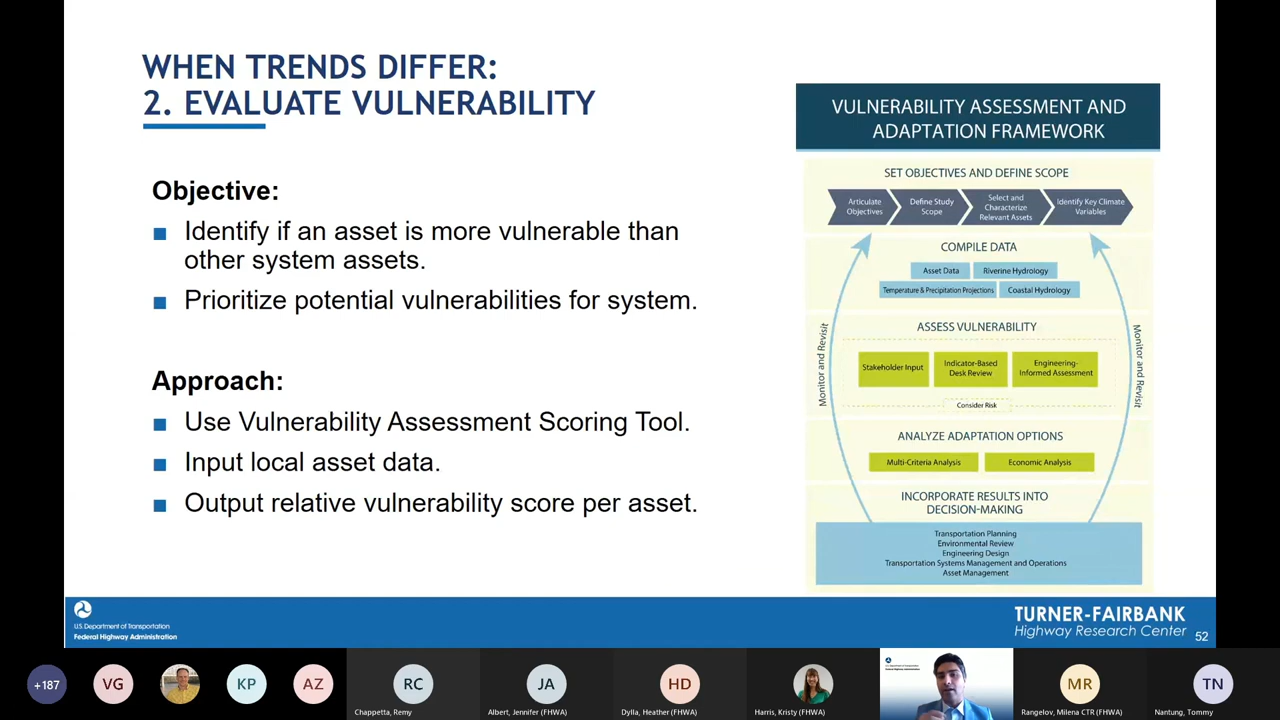 WHEN TRENDS DIFFER:
2. EVALUATE VULNERABILITY
Objective:
Identify if an asset is more vulnerable than
other system assets.
Prioritize potential vulnerabilities for system.
Approach:
Use Vulnerability Assessment Scoring Tool.
Input local asset data.
Output relative vulnerability score per asset.
VULNERABILITY ASSESSMENT AND
ADAPTATION FRAMEWORK
SET OBJECTIVES AND DEFINE SCOPE
Articulate
Objectives
Define Study
Scope
Select and
Characterize
Relevant Assets
Identify Key Climate
Variables
COMPILE DATA
Asset Data
Riverine Hydrology
Temperature & Precipitation Projections
Coastal Hydrology
Monitor and Revisit
ASSESS VULNERABILITY
Stakeholder Input
Indicator-Based
Desk Review
Engineering-
Informed Assessment
Consider Risk
Monitor and Revisit
ANALYZE ADAPTATION OPTIONS
Multi-Criteria Analysis
Economic Analysis
INCORPORATE RESULTS INTO
DECISION-MAKING
Transportation Planning
Environmental Review
Engineering Design
Transportation Systems Management and Operations
Asset Management
U.S. Department of Transportation
Federal Highway Administration
TURNER-FAIRBANK
Highway Research Center
52
+187
VG
KP
AZ
RC
Chappetta, Remy
JA
Albert, Jennifer (FHWA)
HD
Dylla, Heather (FHWA)
Harris, Kristy (FHWA)
MR
Rangelov, Milena CTR (FHWA)
TN
Nantung, Tommy